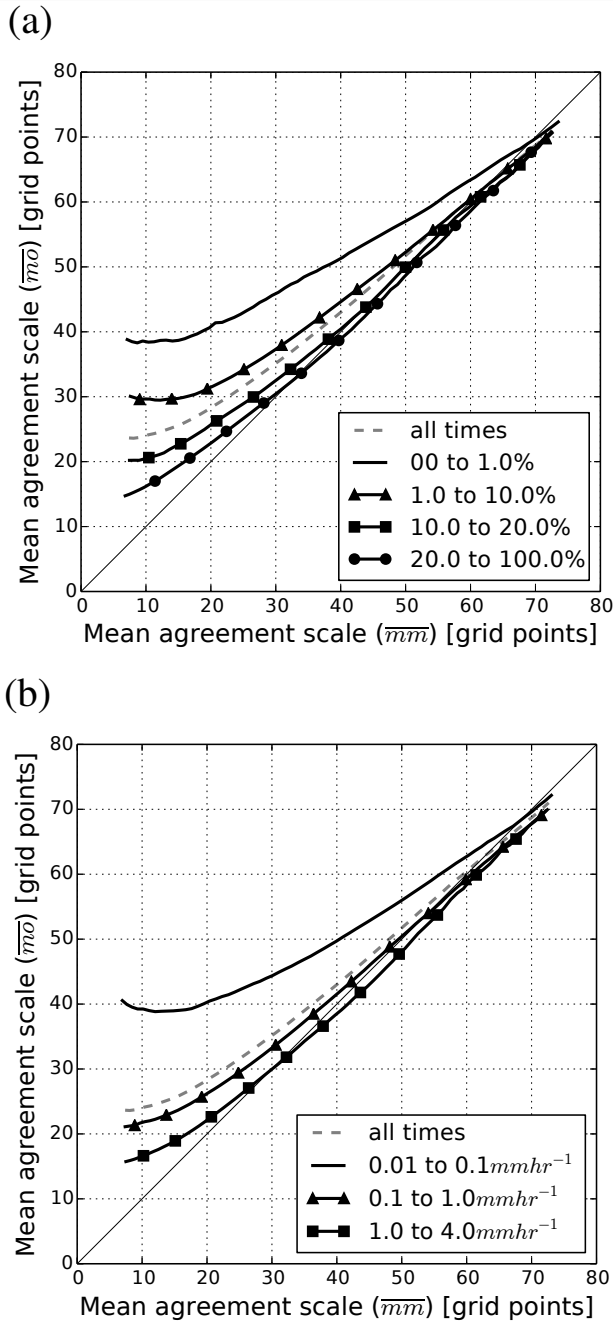 (a)
80
70
60
50
40
30
20
10
0
Mean agreement scale (mo) [grid points]
all times
00 to 1.0%
1.0 to 10.0%
10.0 to 20.0%
20.0 to 100.0%
0 10 20 30 40 50 60 70 80
Mean agreement scale (mm) [grid points]
(b)
80
70
60
50
40
30
20
10
0
Mean agreement scale (mo) [grid points]
all times
0.01 to 0.1mmhr⁻¹
0.1 to 1.0mmhr⁻¹
1.0 to 4.0mmhr⁻¹
0 10 20 30 40 50 60 70 80
Mean agreement scale (mm) [grid points]